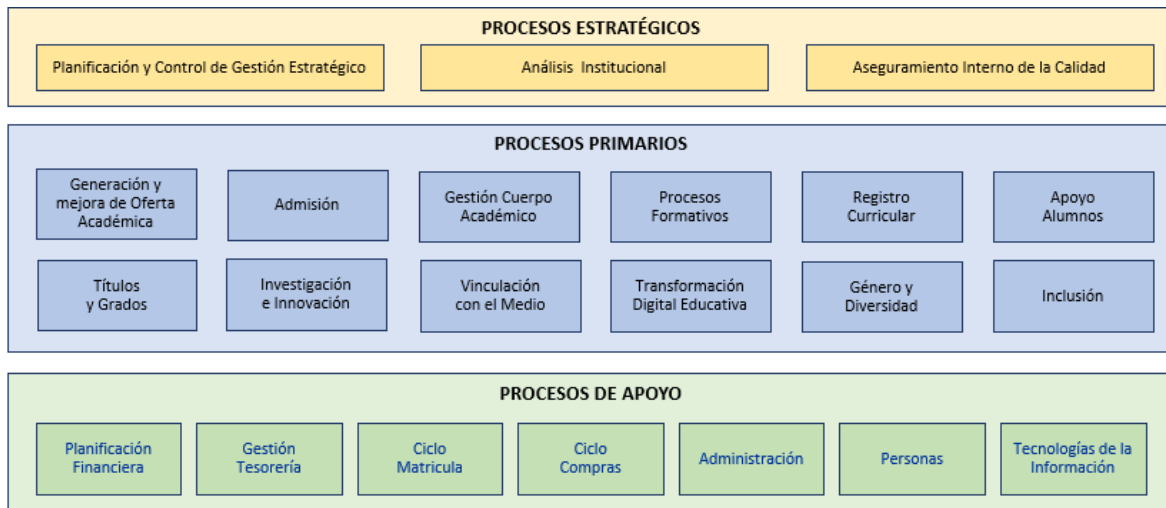 PROCESOS ESTRATÉGICOS
Planificación y Control de Gestión Estratégico
Análisis Institucional
Aseguramiento Interno de la Calidad
PROCESOS PRIMARIOS
Generación y
mejora de Oferta
Académica
Admisión
Gestión Cuerpo
Académico
Procesos
Formativos
Registro
Curricular
Apoyo
Alumnos
Títulos
y Grados
Investigación
e Innovación
Vinculación
con el Medio
Transformación
Digital Educativa
Género y
Diversidad
Inclusión
PROCESOS DE APOYO
Planificación
Financiera
Gestión
Tesorería
Ciclo
Matricula
Ciclo
Compras
Administración
Personas
Tecnologías de la
Información